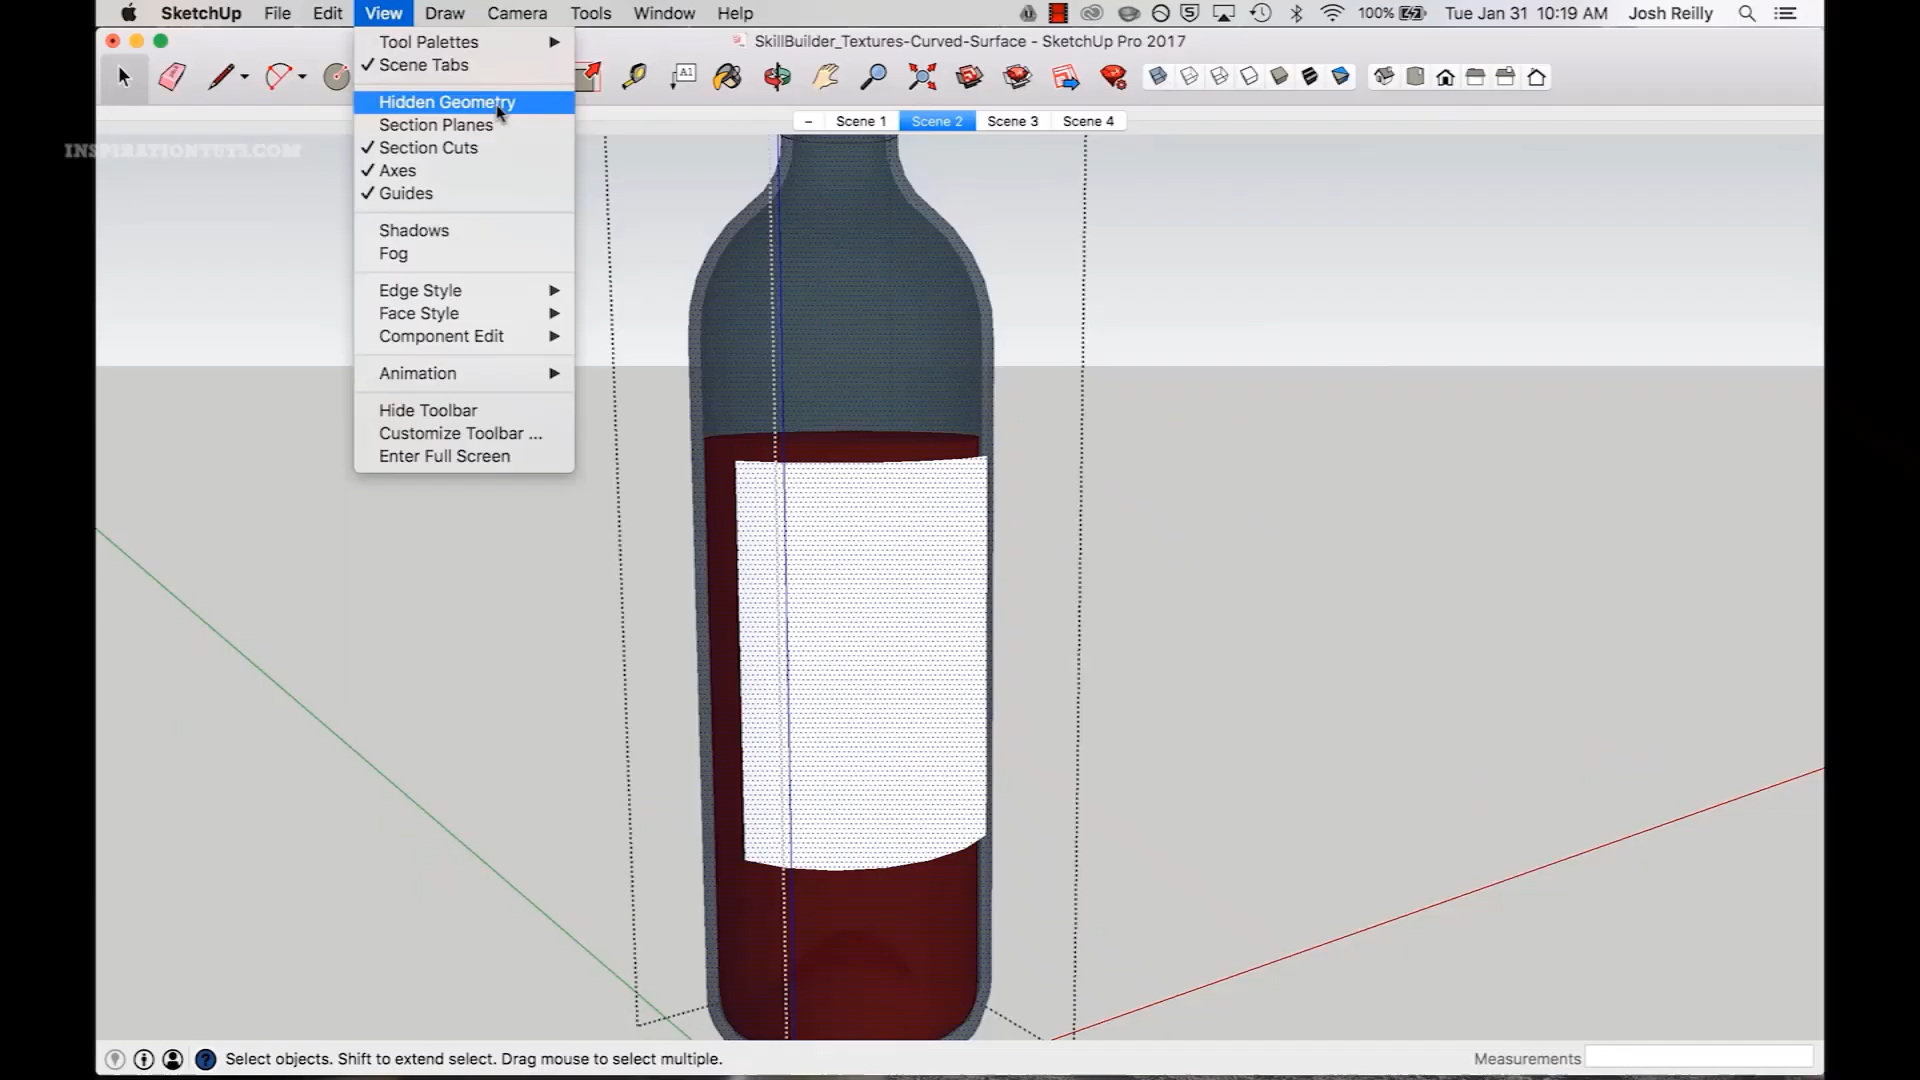 SketchUp File Edit View Draw Camera Tools Window Help 100% Tue Jan 31 10:19 AM Josh Reilly
SkillBuilder_Textures-Curved-Surface - SketchUp Pro 2017
Tool Palettes
✓ Scene Tabs
Hidden Geometry
Section Planes
✓ Section Cuts
✓ Axes
✓ Guides
Shadows
Fog
Edge Style
Face Style
Component Edit
Animation
Hide Toolbar
Customize Toolbar ...
Enter Full Screen
A1
– Scene 1 Scene 2 Scene 3 Scene 4
INSPIRATIONTUTS.COM
Select objects. Shift to extend select. Drag mouse to select multiple. Measurements